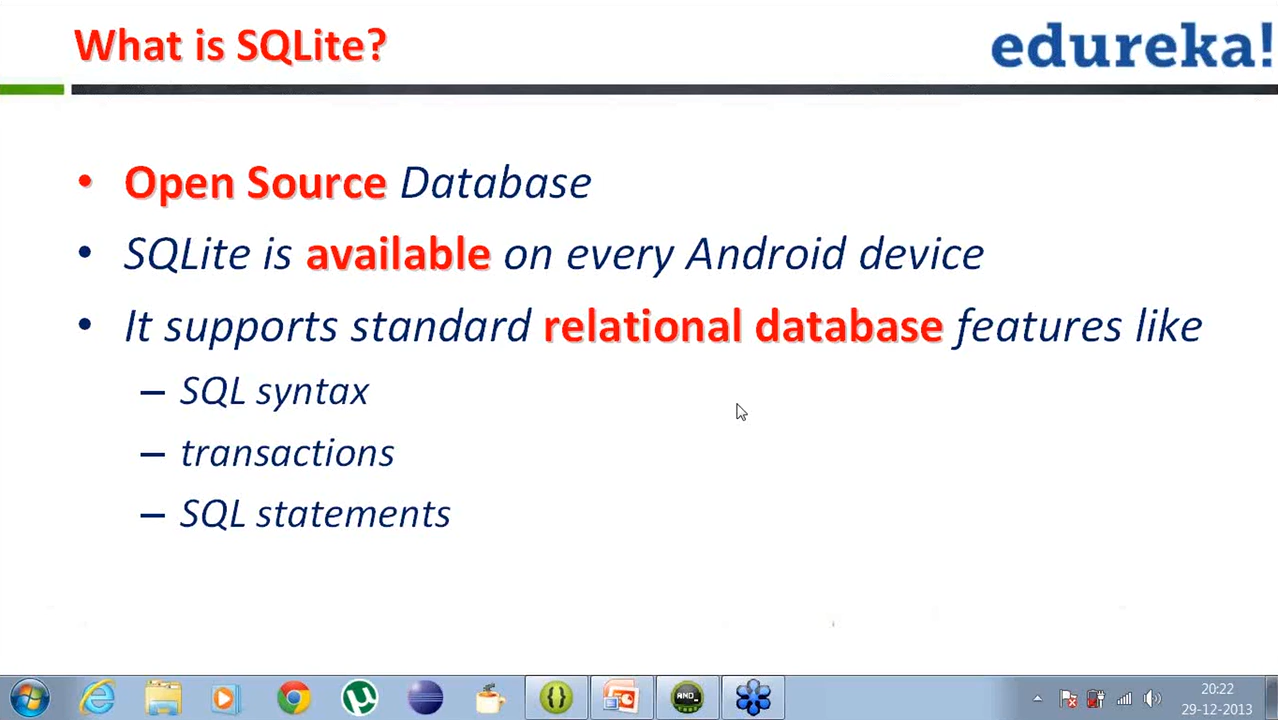 What is SQLite?
edureka!
• Open Source Database
• SQLite is available on every Android device
• It supports standard relational database features like
– SQL syntax
– transactions
– SQL statements
AND
20:22
29-12-2013